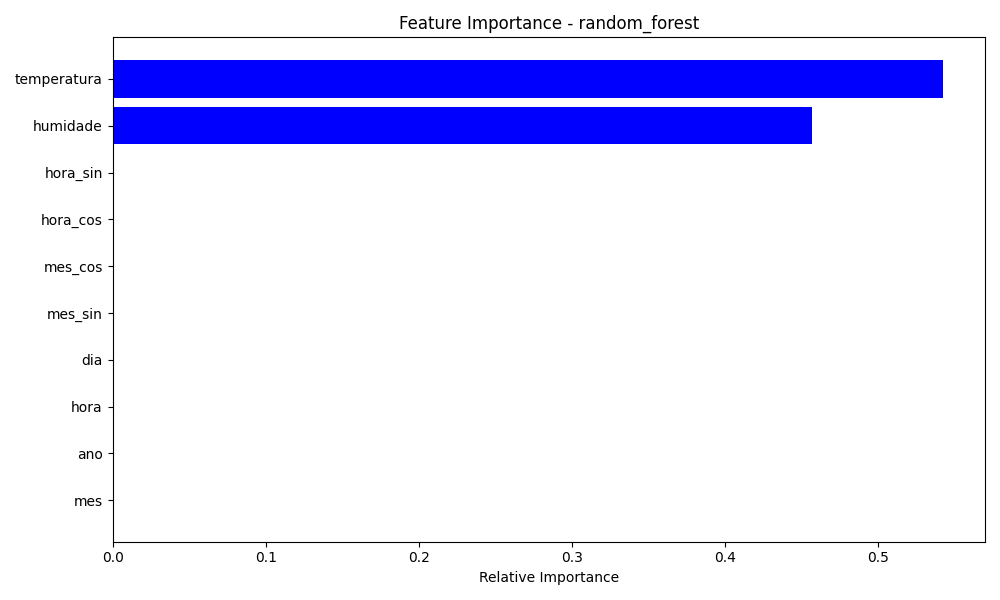 Feature Importance - random_forest
temperatura
humidade
hora_sin
hora_cos
mes_cos
mes_sin
dia
hora
ano
mes
0.0 0.1 0.2 0.3 0.4 0.5
Relative Importance